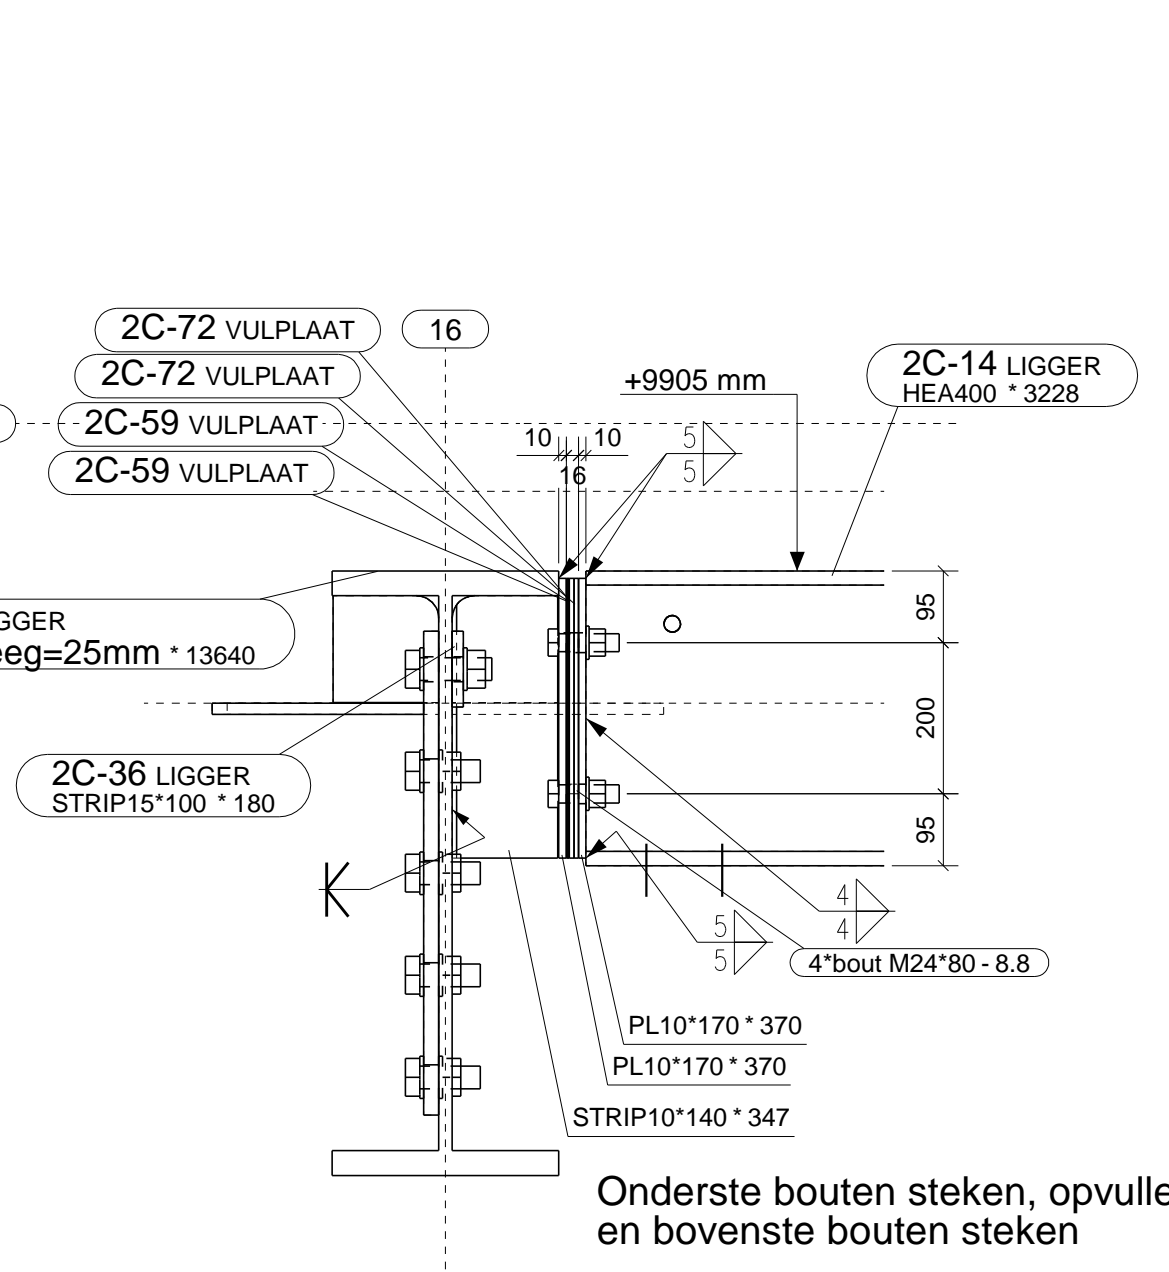 2C-72 VULPLAAT
16
2C-72 VULPLAAT
+9905 mm
2C-14 LIGGER
HEA400 * 3228
2C-59 VULPLAAT
10
10
5
5
16
2C-59 VULPLAAT
95
=25mm * 13640
200
2C-36 LIGGER
STRIP15*100 * 180
95
4
4
5
5
4*bout M24*80 - 8.8
PL10*170 * 370
PL10*170 * 370
STRIP10*140 * 347
Onderste bouten steken,
en bovenste bouten steken